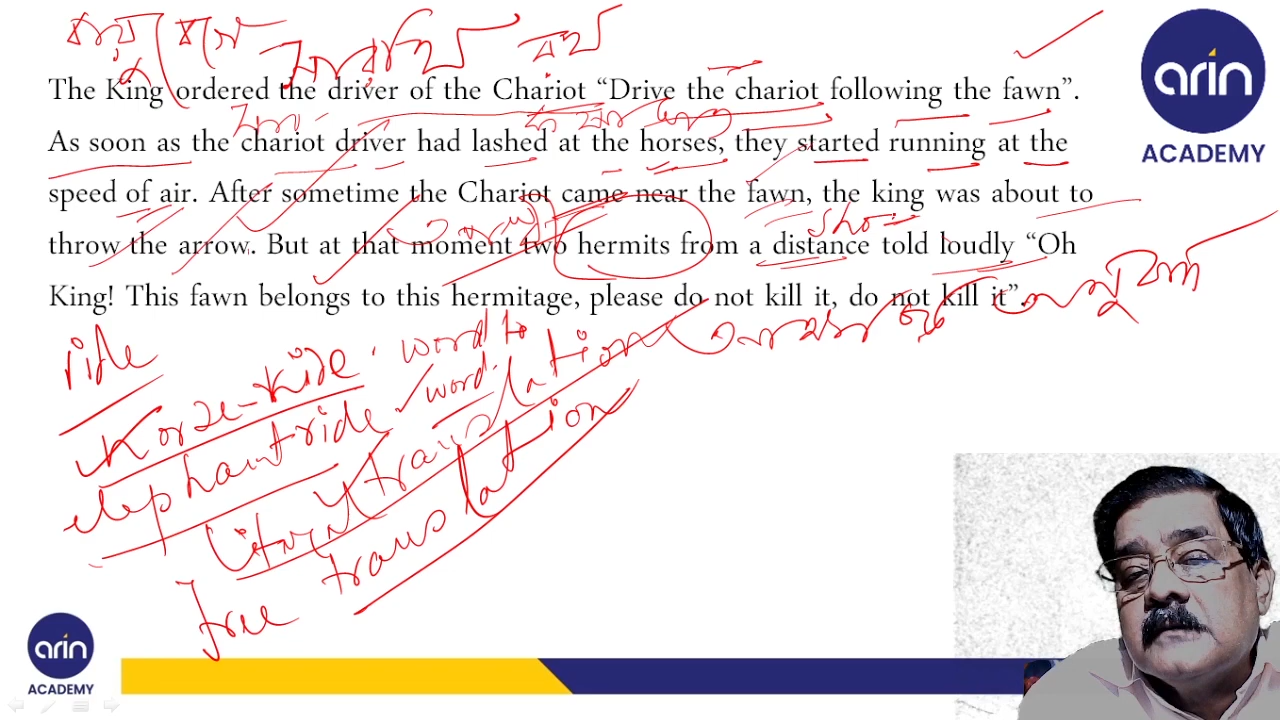 The King ordered the driver of the Chariot “Drive the chariot following the fawn”.
As soon as the chariot driver had lashed at the horses, they started running at the
speed of air. After sometime the Chariot came near the fawn, the king was about to
throw the arrow. But at that moment two hermits from a distance told loudly “Oh
King! This fawn belongs to this hermitage, please do not kill it, do not kill it”.
arin
ACADEMY
ride
word to
word.
elephant ride
translation
free translation
arin
ACADEMY